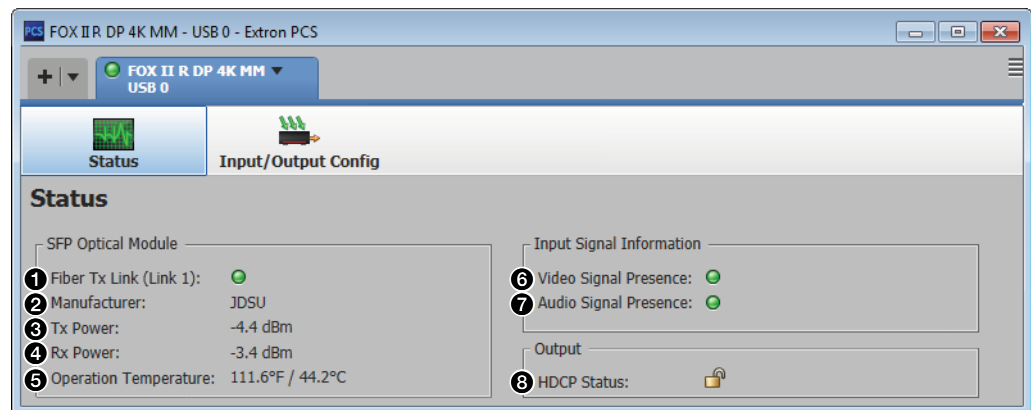 PCS FOX II R DP 4K MM - USB 0 - Extron PCS
+ FOX II R DP 4K MM
USB 0
Status
Input/Output Config
Status
SFP Optical Module
1 Fiber Tx Link (Link 1):
2 Manufacturer: JDSU
3 Tx Power: -4.4 dBm
4 Rx Power: -3.4 dBm
5 Operation Temperature: 111.6°F / 44.2°C
Input Signal Information
6 Video Signal Presence:
7 Audio Signal Presence:
Output
8 HDCP Status: